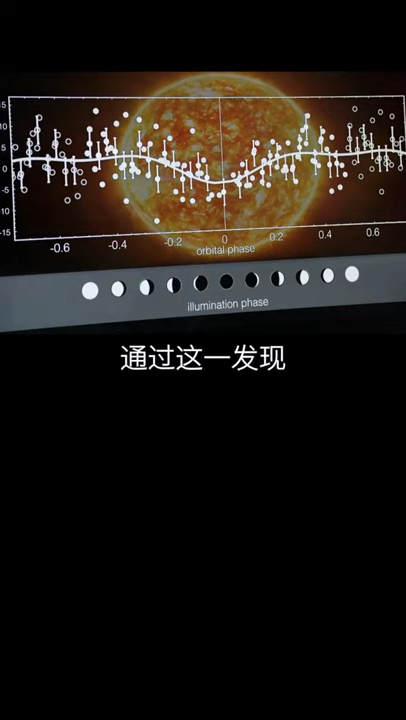 15
10
5
0
-5
-10
-15
-0.6 -0.4 -0.2 0 0.2 0.4 0.6
orbital phase
illumination phase
通过这一发现